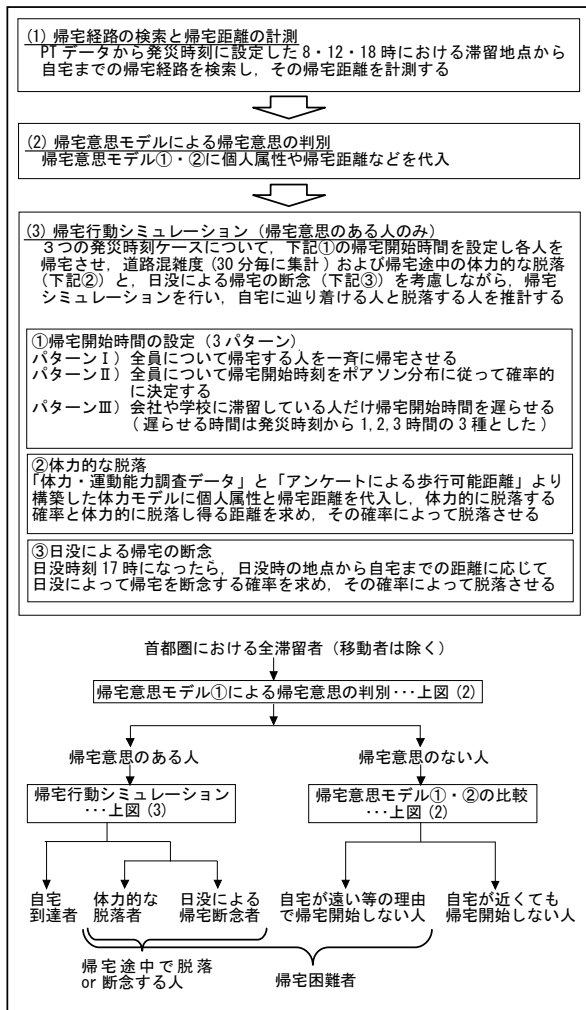 (1) 帰宅経路の検索と帰宅距離の計測
PT データから発災時刻に設定した 8・12・18 時における滞留地点から
自宅までの帰宅経路を検索し，その帰宅距離を計測する
(2) 帰宅意思モデルによる帰宅意思の判別
帰宅意思モデル①・②に個人属性や帰宅距離などを代入
(3) 帰宅行動シミュレーション（帰宅意思のある人のみ）
３つの発災時刻ケースについて，下記①の帰宅開始時間を設定し各人を
帰宅させ，道路混雑度（30 分毎に集計）および帰宅途中の体力的な脱落
（下記②）と，日没による帰宅の断念（下記③）を考慮しながら，帰宅
シミュレーションを行い，自宅に辿り着ける人と脱落する人を推計する
①帰宅開始時間の設定（3 パターン）
パターンⅠ）全員について帰宅する人を一斉に帰宅させる
パターンⅡ）全員について帰宅開始時刻をポアソン分布に従って確率的
に決定する
パターンⅢ）会社や学校に滞留している人だけ帰宅開始時間を遅らせる
（遅らせる時間は発災時刻から 1,2,3 時間の 3 種とした）
②体力的な脱落
「体力・運動能力調査データ」と「アンケートによる歩行可能距離」より
構築した体力モデルに個人属性と帰宅距離を代入し，体力的に脱落する
確率と体力的に脱落し得る距離を求め，その確率によって脱落させる
③日没による帰宅の断念
日没時刻 17 時になったら，日没時の地点から自宅までの距離に応じて
日没によって帰宅を断念する確率を求め，その確率によって脱落させる
首都圏における全滞留者（移動者は除く）
帰宅意思モデル①による帰宅意思の判別･･･上図 (2)
帰宅意思のある人
帰宅意思のない人
帰宅行動シミュレーション
･･･上図 (3)
帰宅意思モデル①・②の比較
･･･上図 (2)
自宅
到達者
体力的な
脱落者
日没による
帰宅断念者
自宅が遠い等の理由
で帰宅開始しない人
自宅が近くても
帰宅開始しない人
帰宅途中で脱落
or 断念する人
帰宅困難者